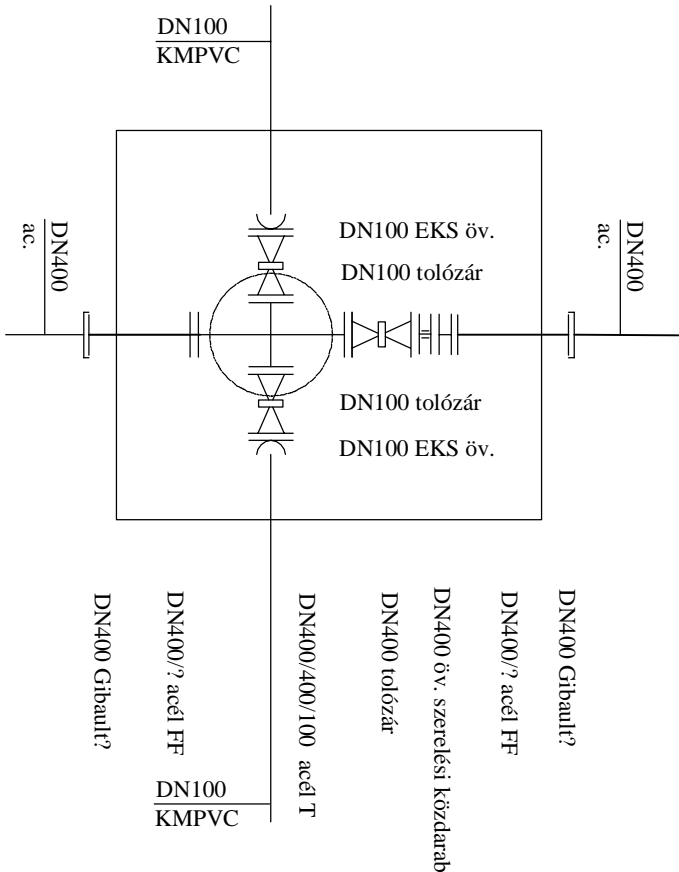 DN100
KMPVC
DN400
ac.
DN400
ac.
DN100 EKS öv.
DN100 tolózár
DN100 tolózár
DN100 EKS öv.
DN400 Gibault?
DN400/? acél FF
DN400/400/100 acél T
DN400 tolózár
DN400 öv. szerelési közdarab
DN400/? acél FF
DN400 Gibault?
DN100
KMPVC